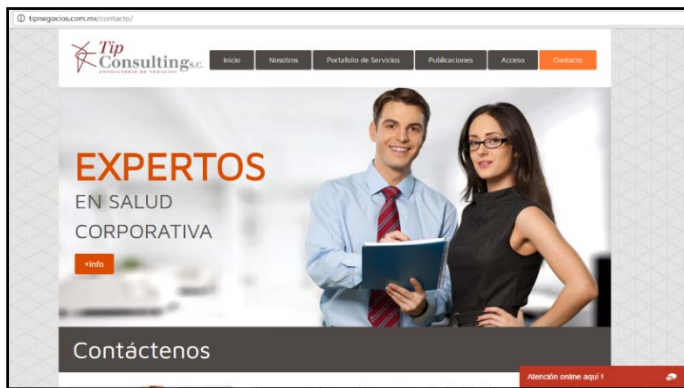 tipnegocios.com.mx/contacto/
Tip
Consulting s.c.
CONSULTORIO DE NEGOCIOS
Inicio
Nosotros
Portafolio de Servicios
Publicaciones
Acceso
Contacto
EXPERTOS
EN SALUD
CORPORATIVA
+Info
Contáctenos
Atención online aquí !